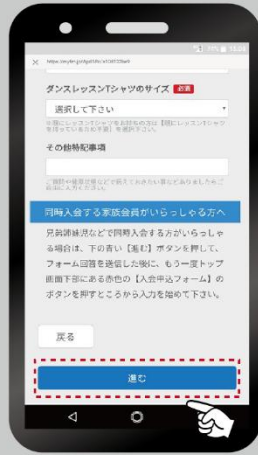 ダンスレッスンTシャツのサイズ 必須
選択して下さい
その他特記事項
同時入会する家族会員がいらっしゃる方へ
兄弟姉妹児などで同時入会する方がいらっしゃ
る場合は、下の青い【進む】ボタンを押して、
フォーム回答を送信した後に、もう一度トップ
画面下部にある赤色の【入会申込フォーム】の
ボタンを押すところから入力を始めて下さい。
戻る
進む